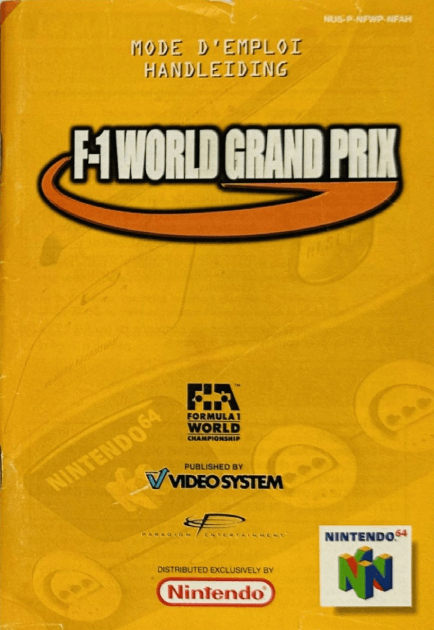 NUS-P-NFWP-NFAH
MODE D'EMPLOI
HANDLEIDING
F-1 WORLD GRAND PRIX
FIA™
FORMULA 1
WORLD
CHAMPIONSHIP
NINTENDO64
PUBLISHED BY
VIDEO SYSTEM
PARADIGM ENTERTAINMENT
NINTENDO64
DISTRIBUTED EXCLUSIVELY BY
Nintendo